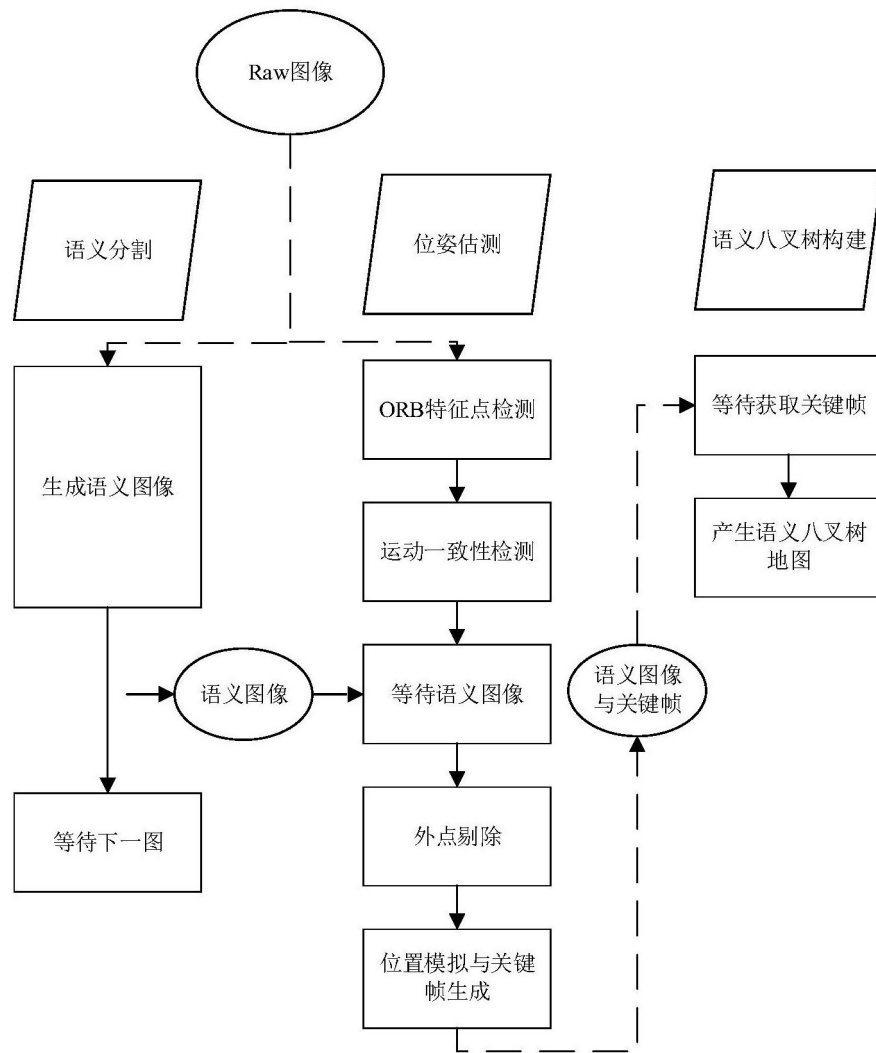 Raw图像
语义分割
位姿估测
语义八叉树构建
生成语义图像
ORB特征点检测
等待获取关键帧
运动一致性检测
产生语义八叉树
地图
语义图像
等待语义图像
语义图像
与关键帧
等待下一图
外点剔除
位置模拟与关键
帧生成